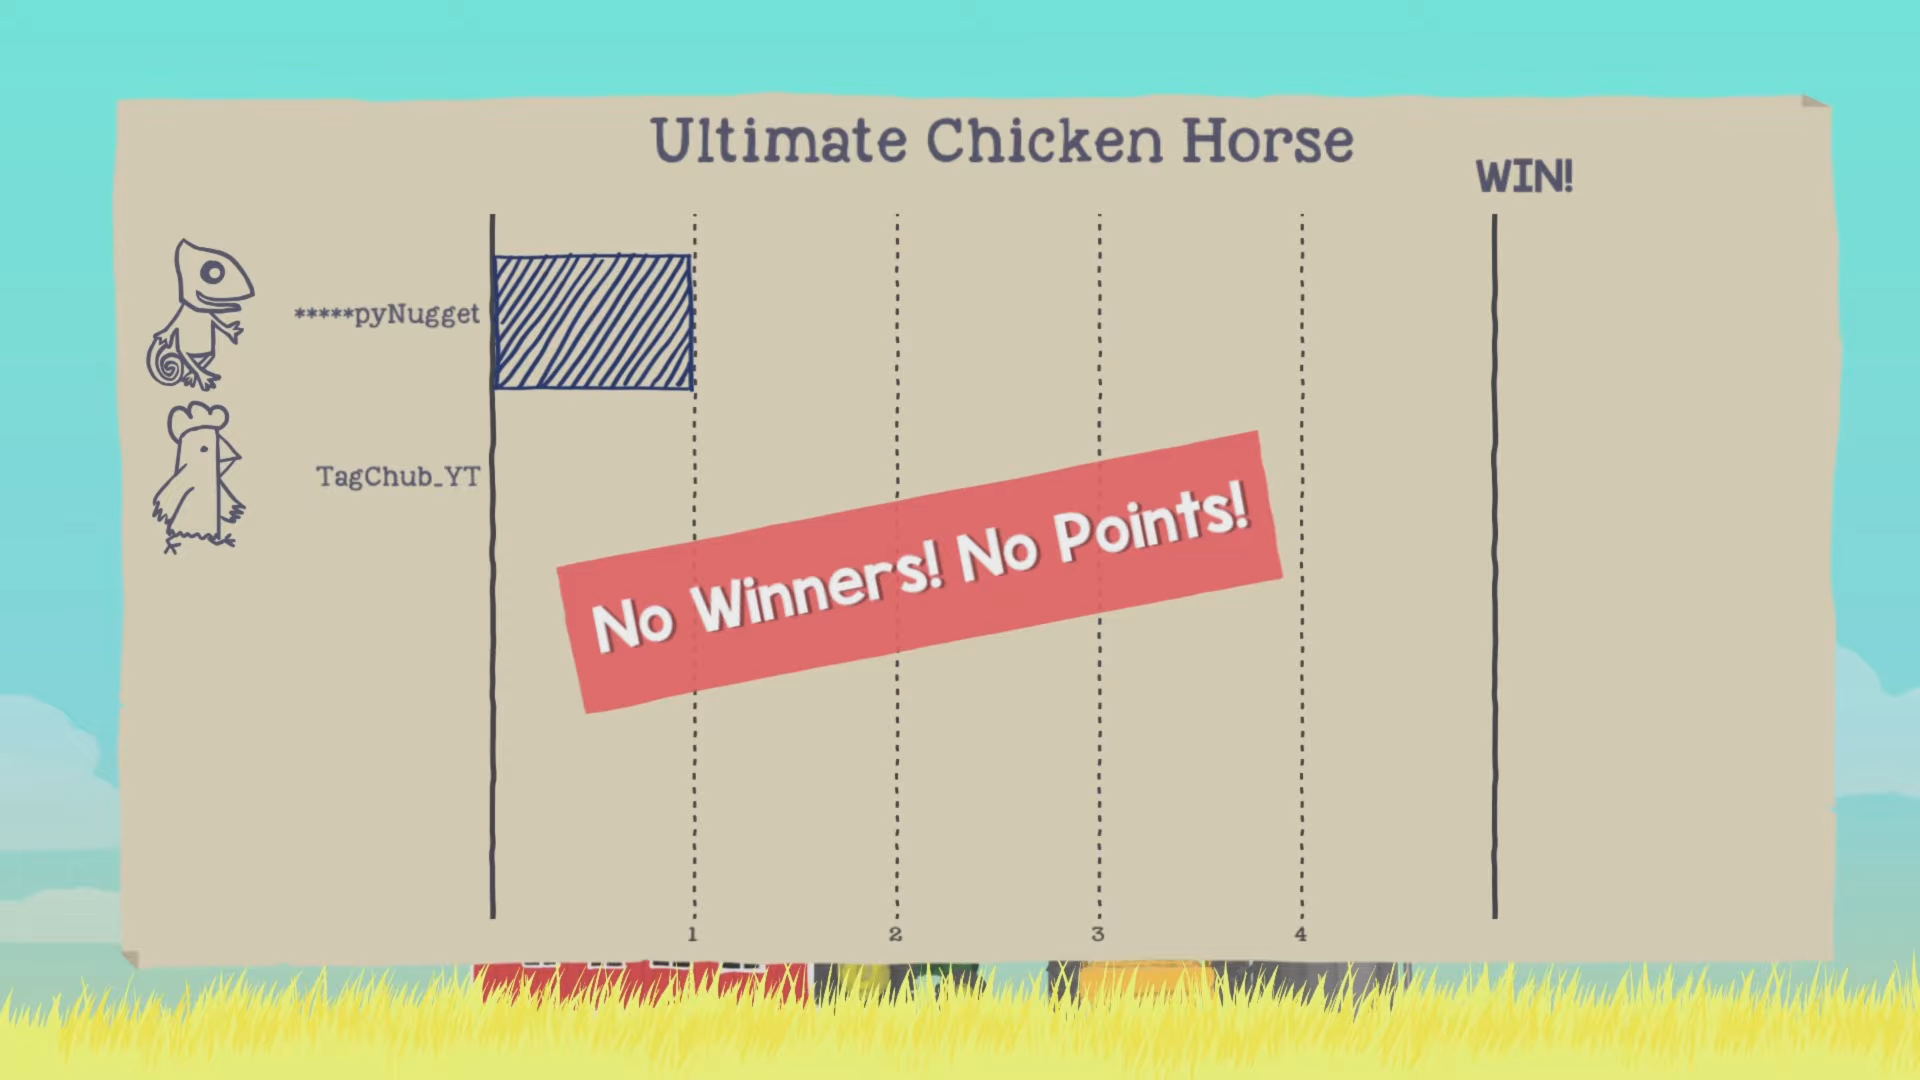 Ultimate Chicken Horse
WIN!
*****pyNugget
TagChub_YT
No Winners! No Points!
1 2 3 4